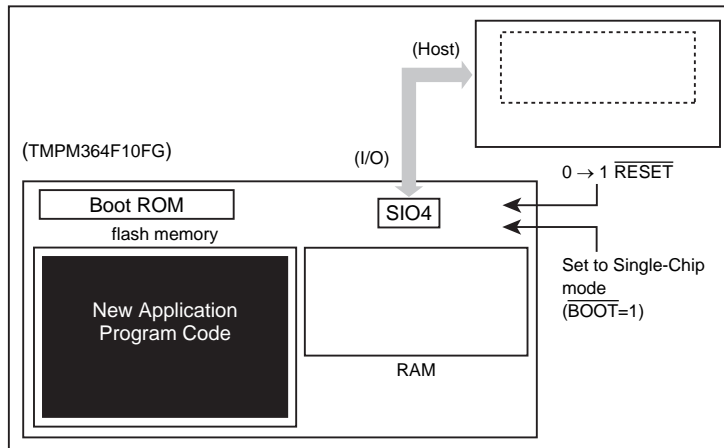 (Host)
(TMPM364F10FG)
(I/O)
0 → 1 RESET
Boot ROM
SIO4
flash memory
Set to Single-Chip
mode
(BOOT=1)
New Application
Program Code
RAM